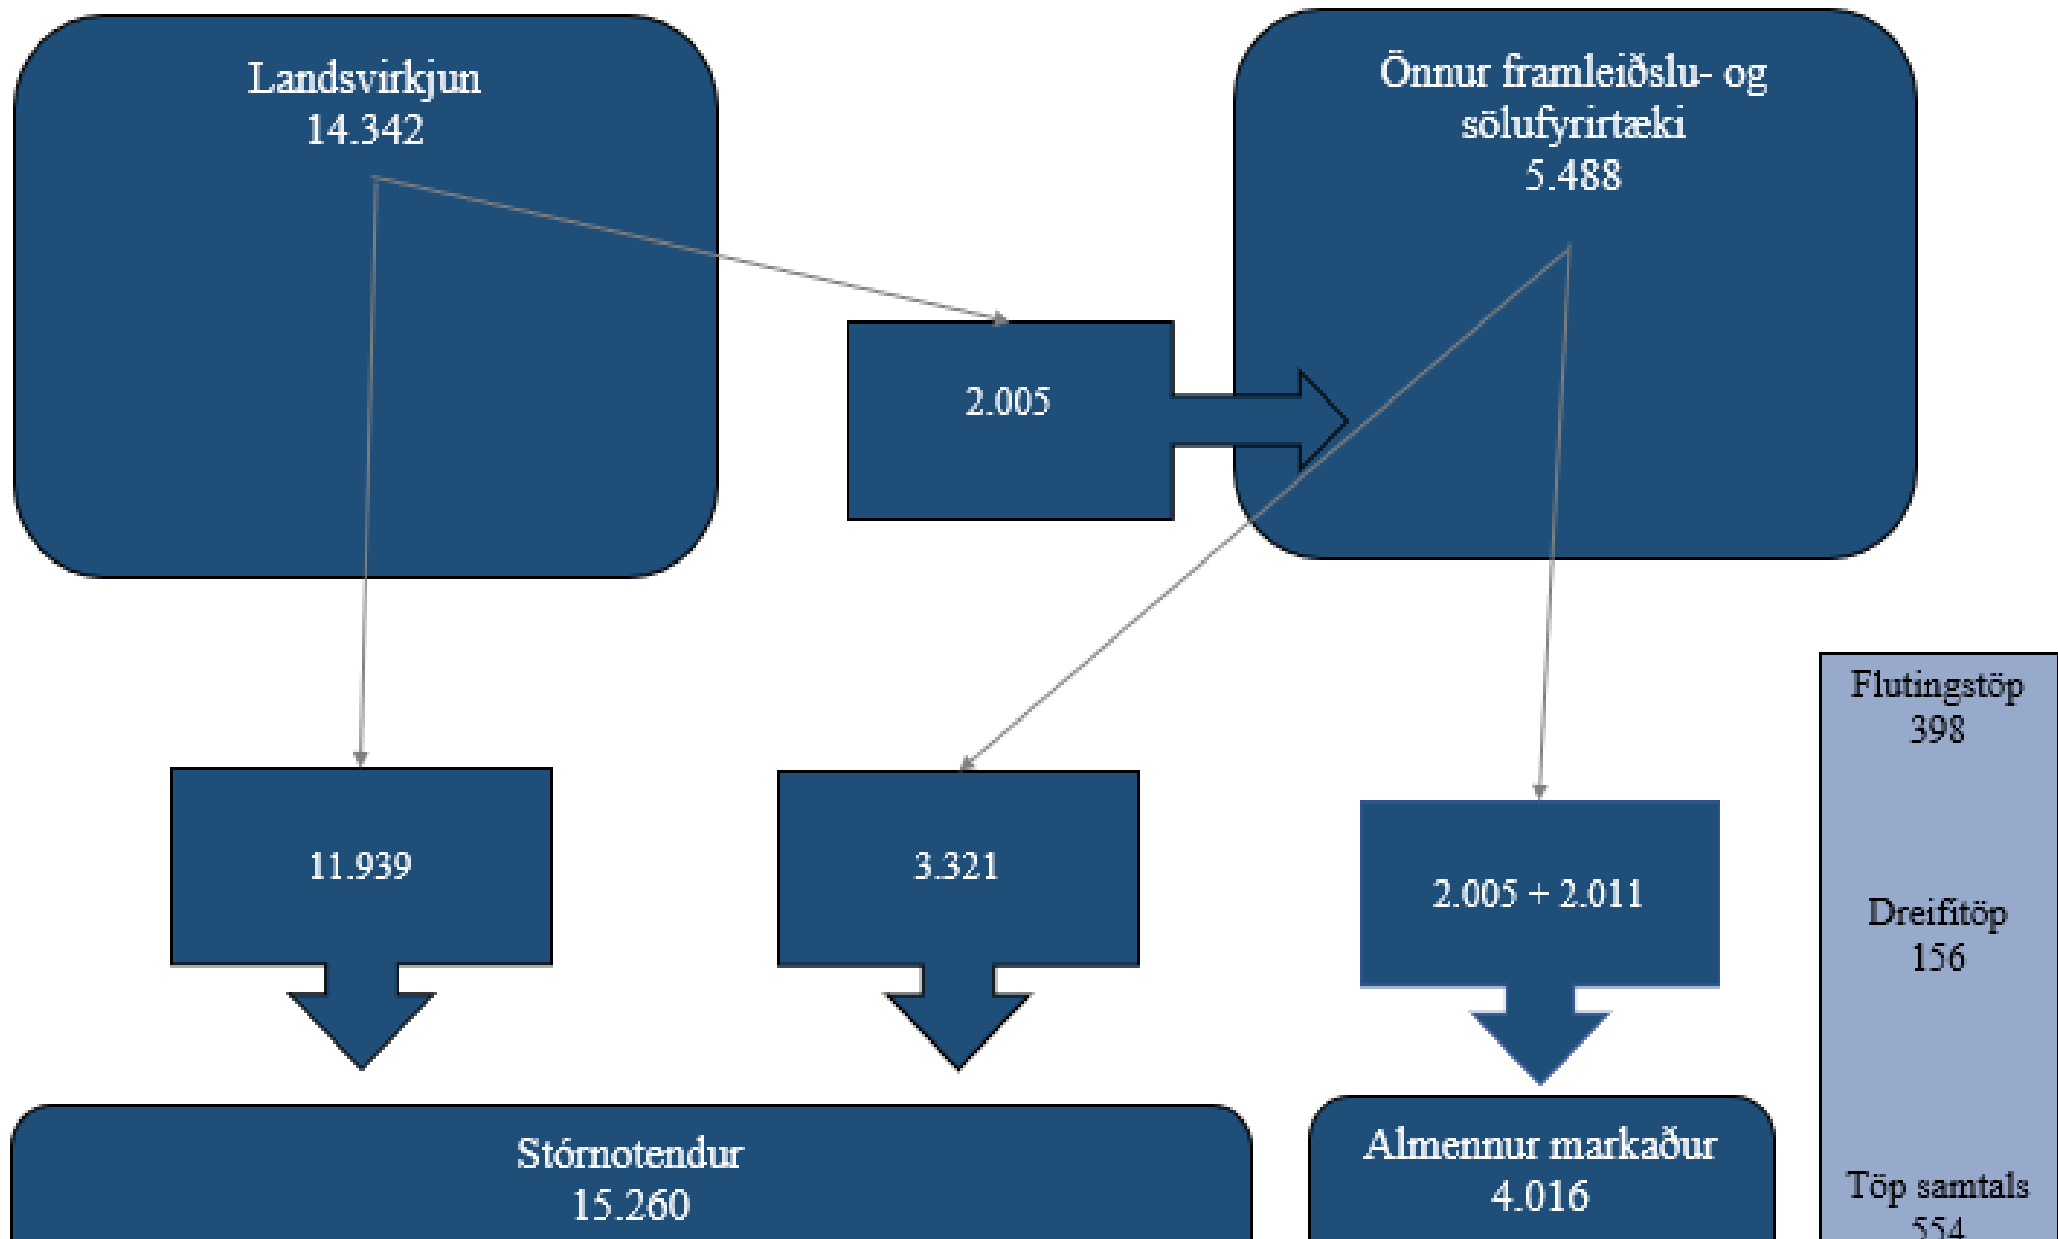 Landsvirkjun
14.342
Önnur framleiðslu- og
sölufyrirtæki
5.488
2.005
11.939
3.321
2.005 + 2.011
Flutingstöp
398
Dreifitöp
156
Töp samtals
554
Stórnotendur
15.260
Almennur markaður
4.016